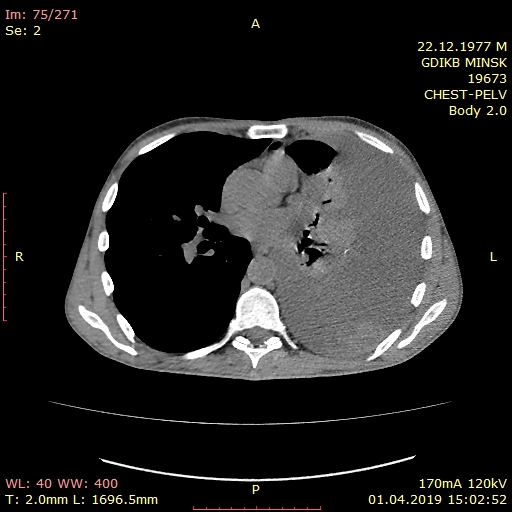 Im: 75/271
Se: 2
A
22.12.1977 M
GDIKB MINSK
19673
CHEST-PELV
Body 2.0
R
L
WL: 40 WW: 400
T: 2.0mm L: 1696.5mm
P
170mA 120kV
01.04.2019 15:02:52